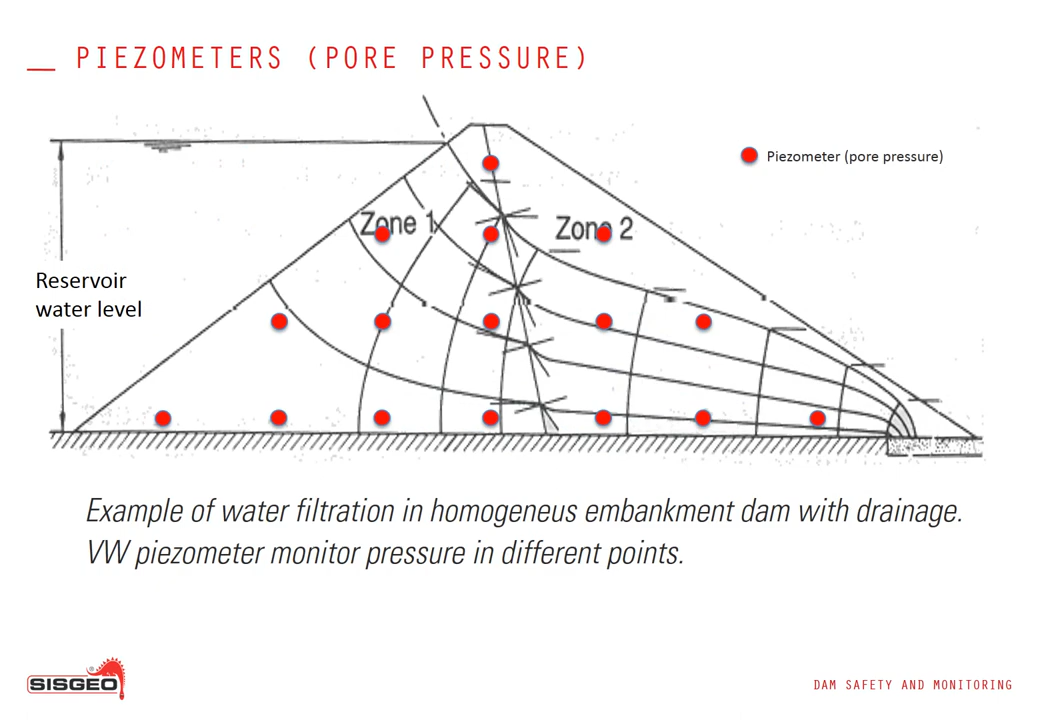 PIEZOMETERS (PORE PRESSURE)
Piezometer (pore pressure)
Zone 1
Zone 2
Reservoir
water level
Example of water filtration in homogeneus embankment dam with drainage.
VW piezometer monitor pressure in different points.
SISGEO®
DAM SAFETY AND MONITORING